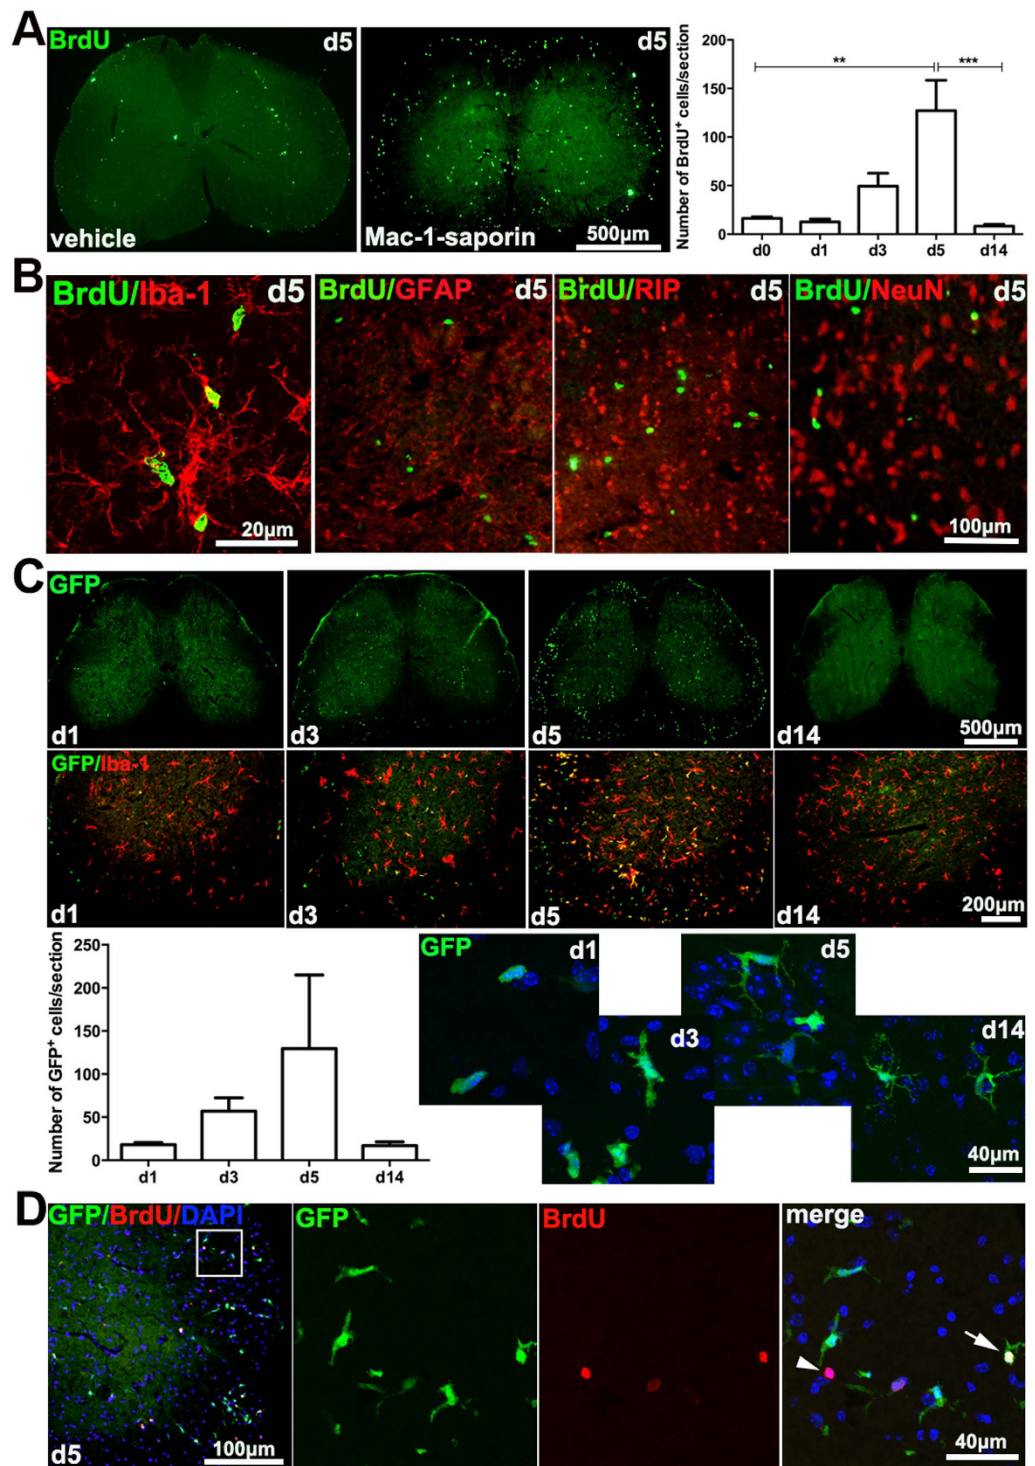 A
BrdU
d5
vehicle
d5
Mac-1-saporin
500µm
Number of BrdU+ cells/section
200
150
100
50
0
**
***
d0 d1 d3 d5 d14
B
BrdU/Iba-1 d5
20µm
BrdU/GFAP d5
BrdU/RIP d5
BrdU/NeuN d5
100µm
C
GFP
d1
d3
d5
d14
500µm
GFP/Iba-1
d1
d3
d5
d14
200µm
Number of GFP+ cells/section
250
200
150
100
50
0
d1 d3 d5 d14
GFP d1
d3
d5
d14
40µm
D
GFP/BrdU/DAPI
d5
100µm
GFP
BrdU
merge
40µm